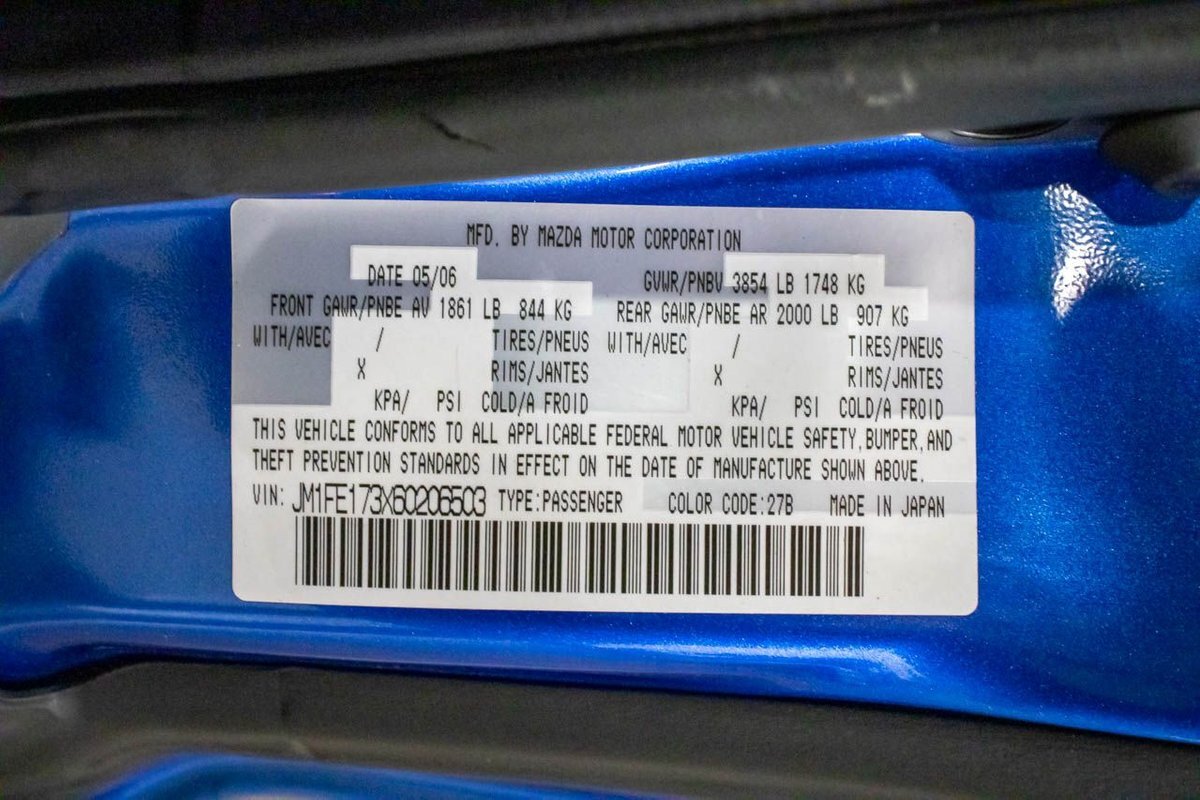 MFD. BY MAZDA MOTOR CORPORATION
DATE 05/06 GVWR/PNBV 3854 LB 1748 KG
FRONT GAWR/PNBE AV 1861 LB 844 KG REAR GAWR/PNBE AR 2000 LB 907 KG
WITH/AVEC / TIRES/PNEUS WITH/AVEC / TIRES/PNEUS
X RIMS/JANTES X RIMS/JANTES
KPA/ PSI COLD/A FROID KPA/ PSI COLD/A FROID
THIS VEHICLE CONFORMS TO ALL APPLICABLE FEDERAL MOTOR VEHICLE SAFETY,BUMPER,AND
THEFT PREVENTION STANDARDS IN EFFECT ON THE DATE OF MANUFACTURE SHOWN ABOVE.
VIN: JM1FE173X60206503 TYPE:PASSENGER COLOR CODE:27B MADE IN JAPAN